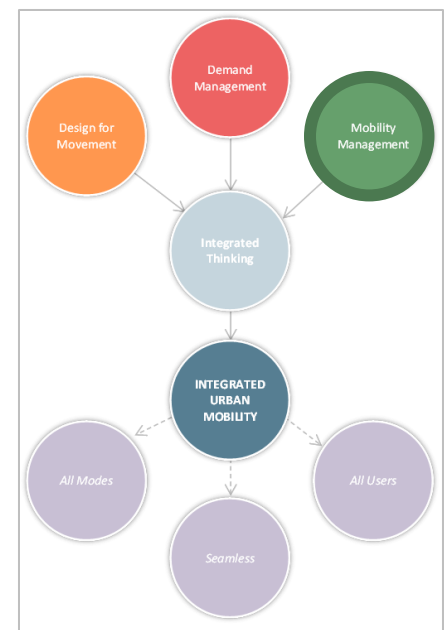 Demand
Management
Design for
Movement
Mobility
Management
Integrated
Thinking
INTEGRATED
URBAN
MOBILITY
All Modes
All Users
Seamless